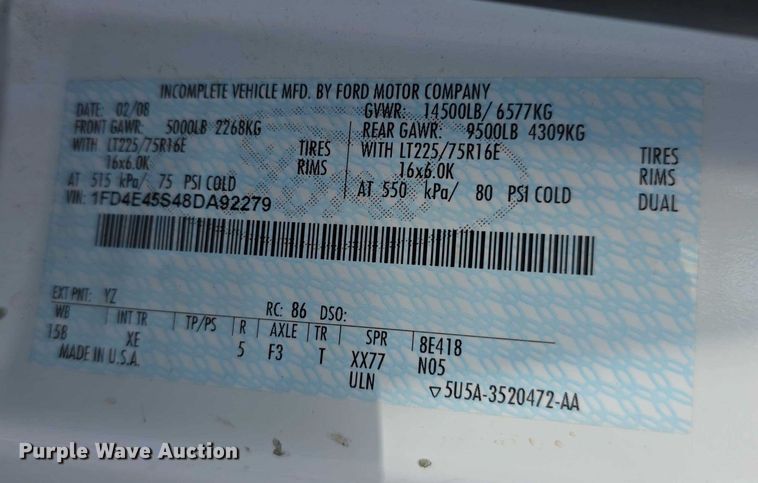 INCOMPLETE VEHICLE MFD. BY FORD MOTOR COMPANY
DATE: 02/08 GVWR: 14500LB/ 6577KG
FRONT GAWR: 5000LB 2268KG REAR GAWR: 9500LB 4309KG
WITH LT225/75R16E TIRES WITH LT225/75R16E TIRES
16x6.0K RIMS 16x6.0K RIMS
AT 515 kPa/ 75 PSI COLD AT 550 kPa/ 80 PSI COLD DUAL
VIN: 1FD4E45S48DA92279
EXT PNT: YZ RC: 86 DSO:
WB INT TR TP/PS R AXLE TR SPR 8E418
158 XE 5 F3 T XX77 N05
MADE IN U.S.A. ULN ▽5U5A-3520472-AA
Purple Wave Auction